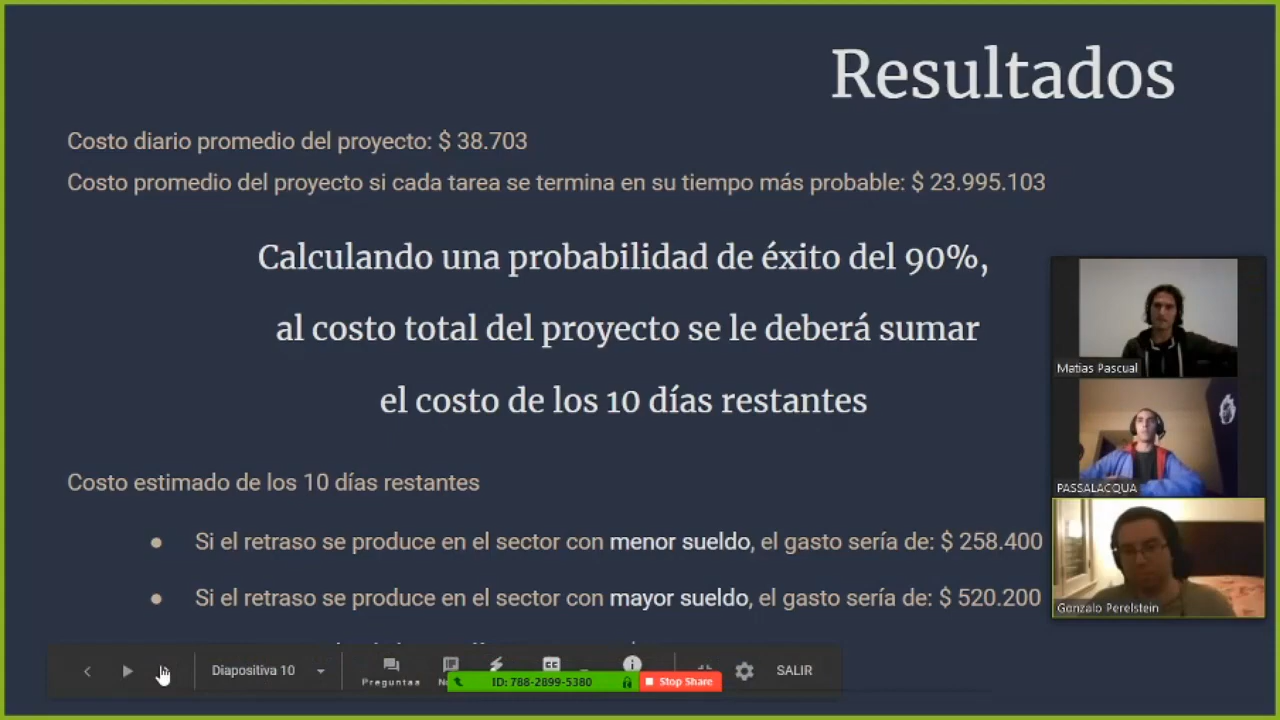 Resultados
Costo diario promedio del proyecto: $ 38.703
Costo promedio del proyecto si cada tarea se termina en su tiempo más probable: $ 23.995.103
Calculando una probabilidad de éxito del 90%,
al costo total del proyecto se le deberá sumar
el costo de los 10 días restantes
Costo estimado de los 10 días restantes
● Si el retraso se produce en el sector con menor sueldo, el gasto sería de: $ 258.400
● Si el retraso se produce en el sector con mayor sueldo, el gasto sería de: $ 520.200
Matias Pascual
PASSALACQUA
Gonzalo Perelstein
Diapositiva 10
Preguntas
CC
SALIR
ID: 788-2899-5380
Stop Share